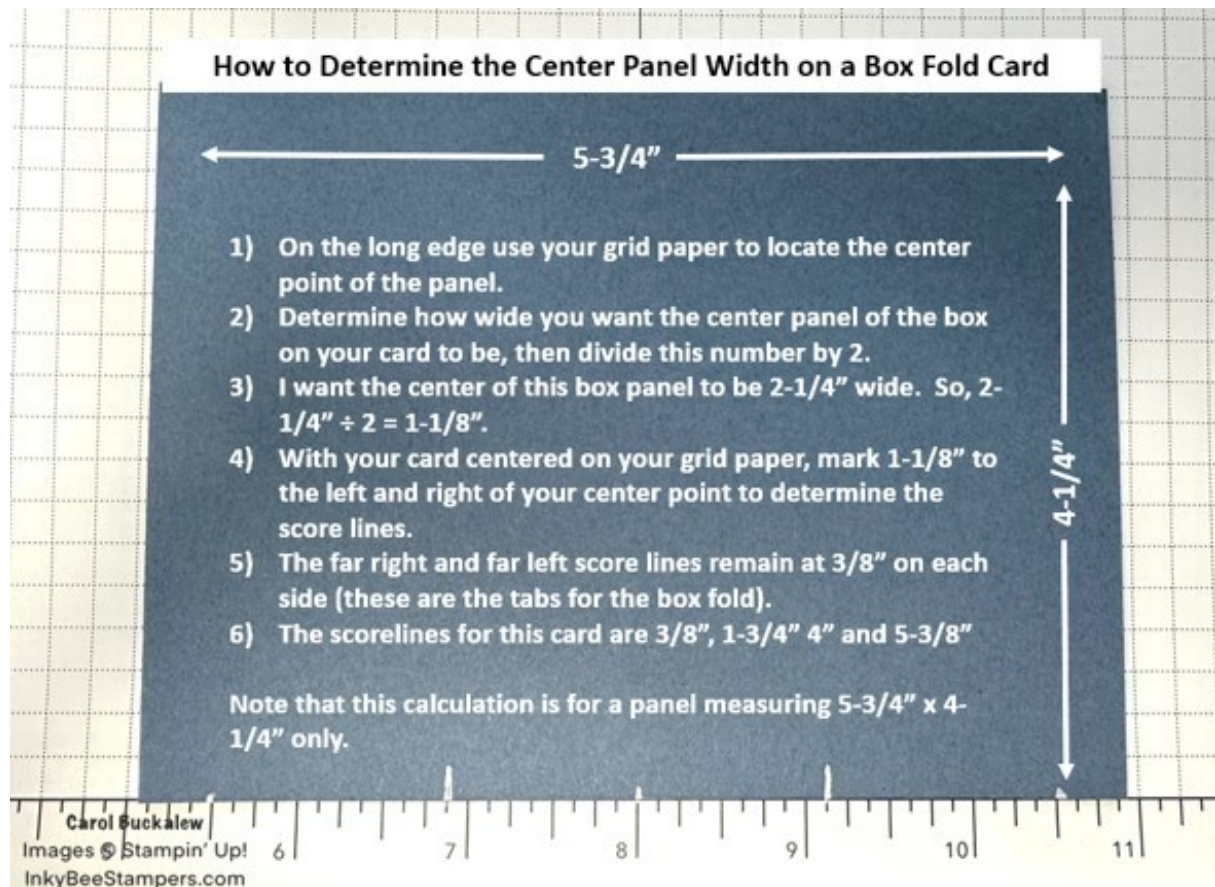 How to Determine the Center Panel Width on a Box Fold Card
5-3/4”
1) On the long edge use your grid paper to locate the center
point of the panel.
2) Determine how wide you want the center panel of the box
on your card to be, then divide this number by 2.
3) I want the center of this box panel to be 2-1/4” wide. So, 2-
1/4” ÷ 2 = 1-1/8”.
4) With your card centered on your grid paper, mark 1-1/8” to
the left and right of your center point to determine the
score lines.
5) The far right and far left score lines remain at 3/8” on each
side (these are the tabs for the box fold).
6) The scorelines for this card are 3/8”, 1-3/4” 4” and 5-3/8”
4-1/4”
Note that this calculation is for a panel measuring 5-3/4” x 4-
1/4” only.
6 7 8 9 10 11
Carol Buckalew
Images © Stampin’ Up!
InkyBeeStampers.com